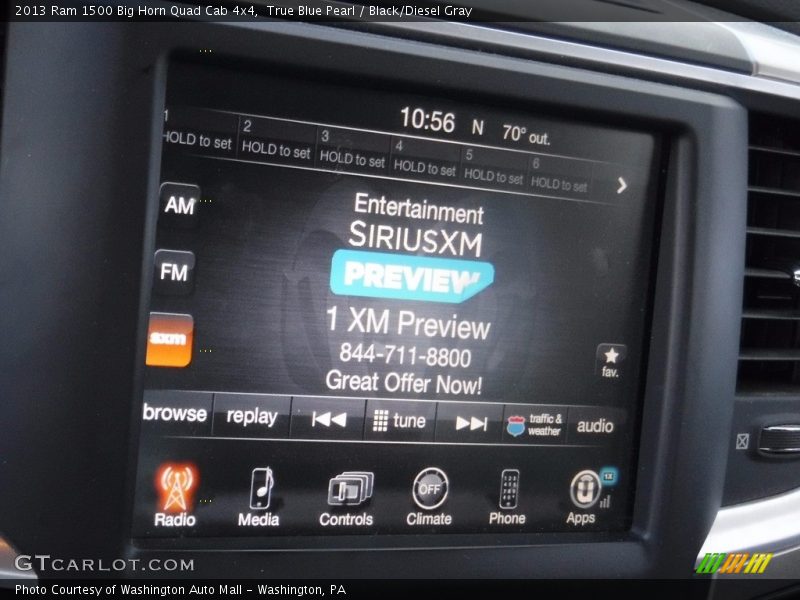 2013 Ram 1500 Big Horn Quad Cab 4x4, True Blue Pearl / Black/Diesel Gray
10:56 N 70° out.
1 2 3 4 5 6
HOLD to set HOLD to set HOLD to set HOLD to set HOLD to set HOLD to set
AM
FM
sxm
Entertainment
SIRIUSXM
PREVIEW
1 XM Preview
844-711-8800
Great Offer Now!
fav.
browse replay tune traffic & weather audio
OFF
1X
Radio Media Controls Climate Phone Apps
GTCARLOT.COM
Photo Courtesy of Washington Auto Mall - Washington, PA